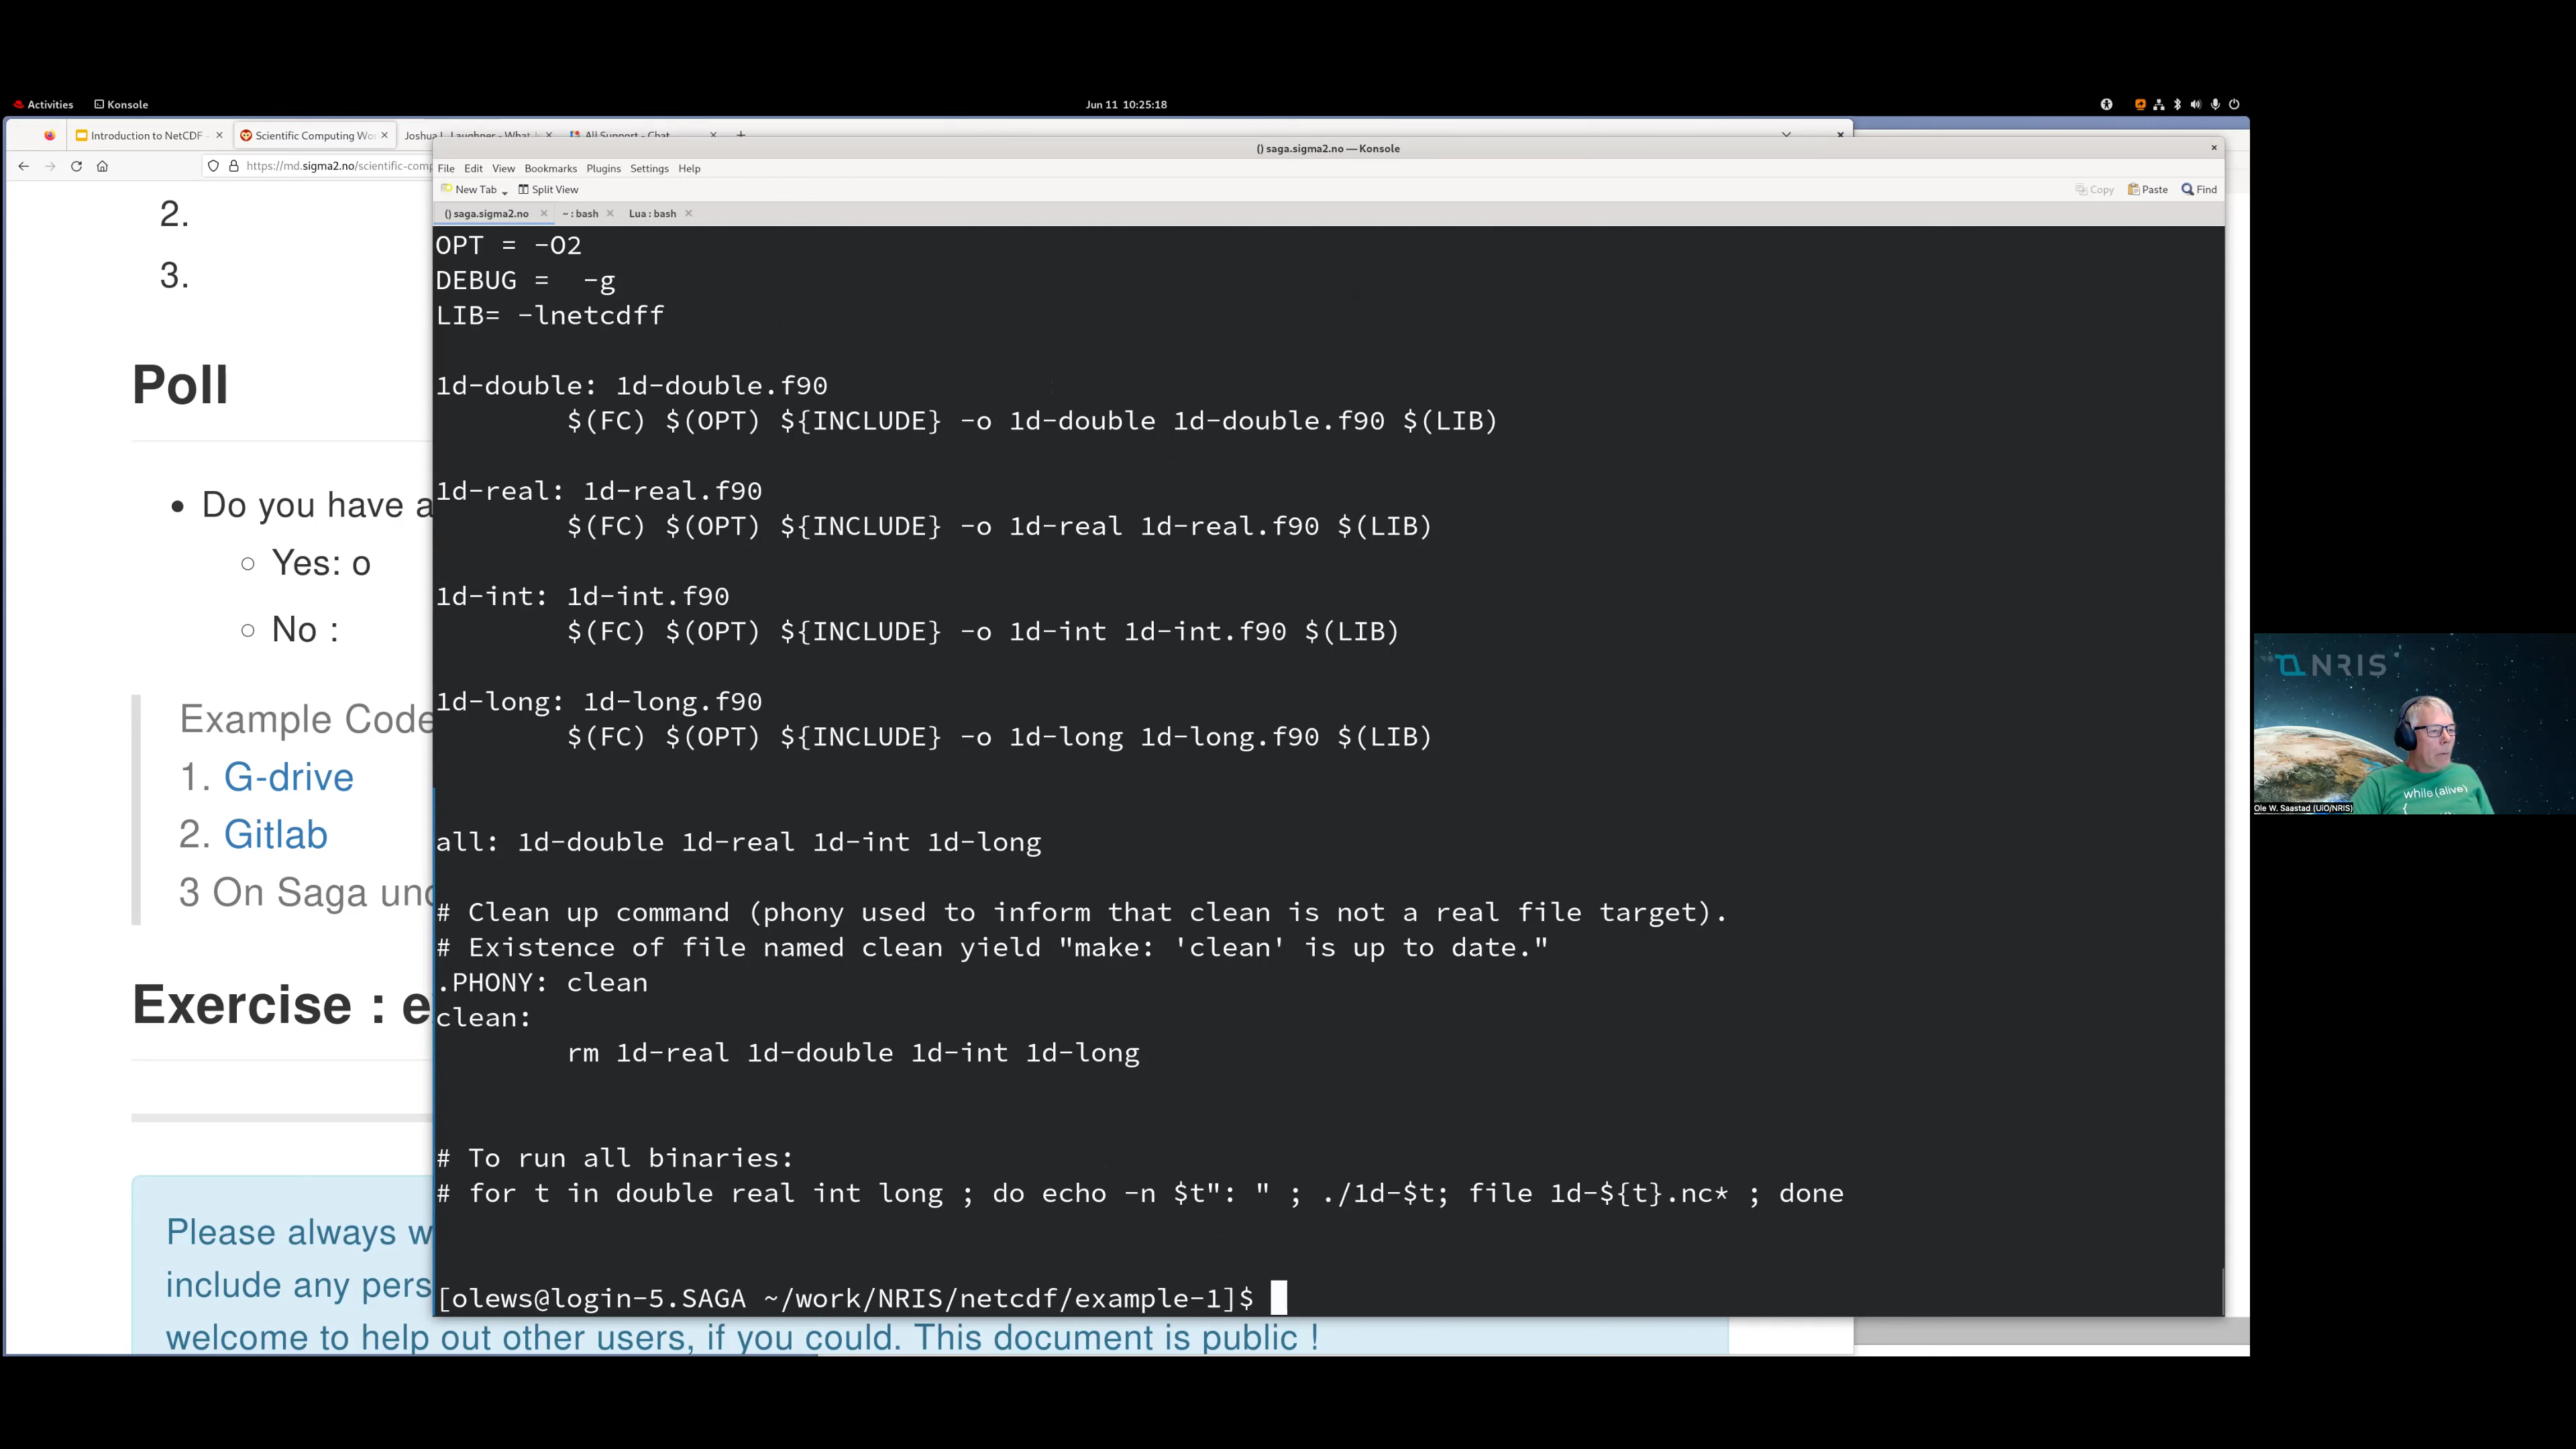 Activities
Konsole
Jun 11 10:25:18
Introduction to NetCDF
Scientific Computing Wo
Joshua L. Laughner - What
All Support - Chat
https://md.sigma2.no/scientific-comp
2.
3.
Poll
Do you have a
Yes: o
No :
Example Code
1. G-drive
2. Gitlab
3 On Saga und
Exercise : e
Please always w
include any pers
welcome to help out other users, if you could. This document is public !
() saga.sigma2.no — Konsole
File Edit View Bookmarks Plugins Settings Help
New Tab Split View
Copy Paste Find
() saga.sigma2.no
~ : bash
Lua : bash
OPT = -O2
DEBUG =  -g
LIB= -lnetcdff
1d-double: 1d-double.f90
$(FC) $(OPT) ${INCLUDE} -o 1d-double 1d-double.f90 $(LIB)
1d-real: 1d-real.f90
$(FC) $(OPT) ${INCLUDE} -o 1d-real 1d-real.f90 $(LIB)
1d-int: 1d-int.f90
$(FC) $(OPT) ${INCLUDE} -o 1d-int 1d-int.f90 $(LIB)
1d-long: 1d-long.f90
$(FC) $(OPT) ${INCLUDE} -o 1d-long 1d-long.f90 $(LIB)
all: 1d-double 1d-real 1d-int 1d-long
# Clean up command (phony used to inform that clean is not a real file target).
# Existence of file named clean yield "make: 'clean' is up to date."
.PHONY: clean
clean:
rm 1d-real 1d-double 1d-int 1d-long
# To run all binaries:
# for t in double real int long ; do echo -n $t": " ; ./1d-$t; file 1d-${t}.nc* ; done
[olews@login-5.SAGA ~/work/NRIS/netcdf/example-1]$
NRIS
while (alive)
{
Ole W. Saastad (UiO/NRIS)